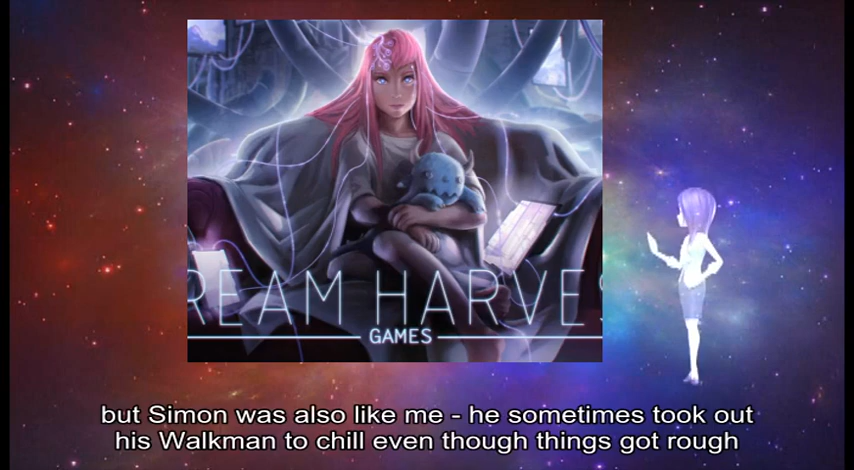 REAM HARVES
GAMES
but Simon was also like me - he sometimes took out
his Walkman to chill even though things got rough